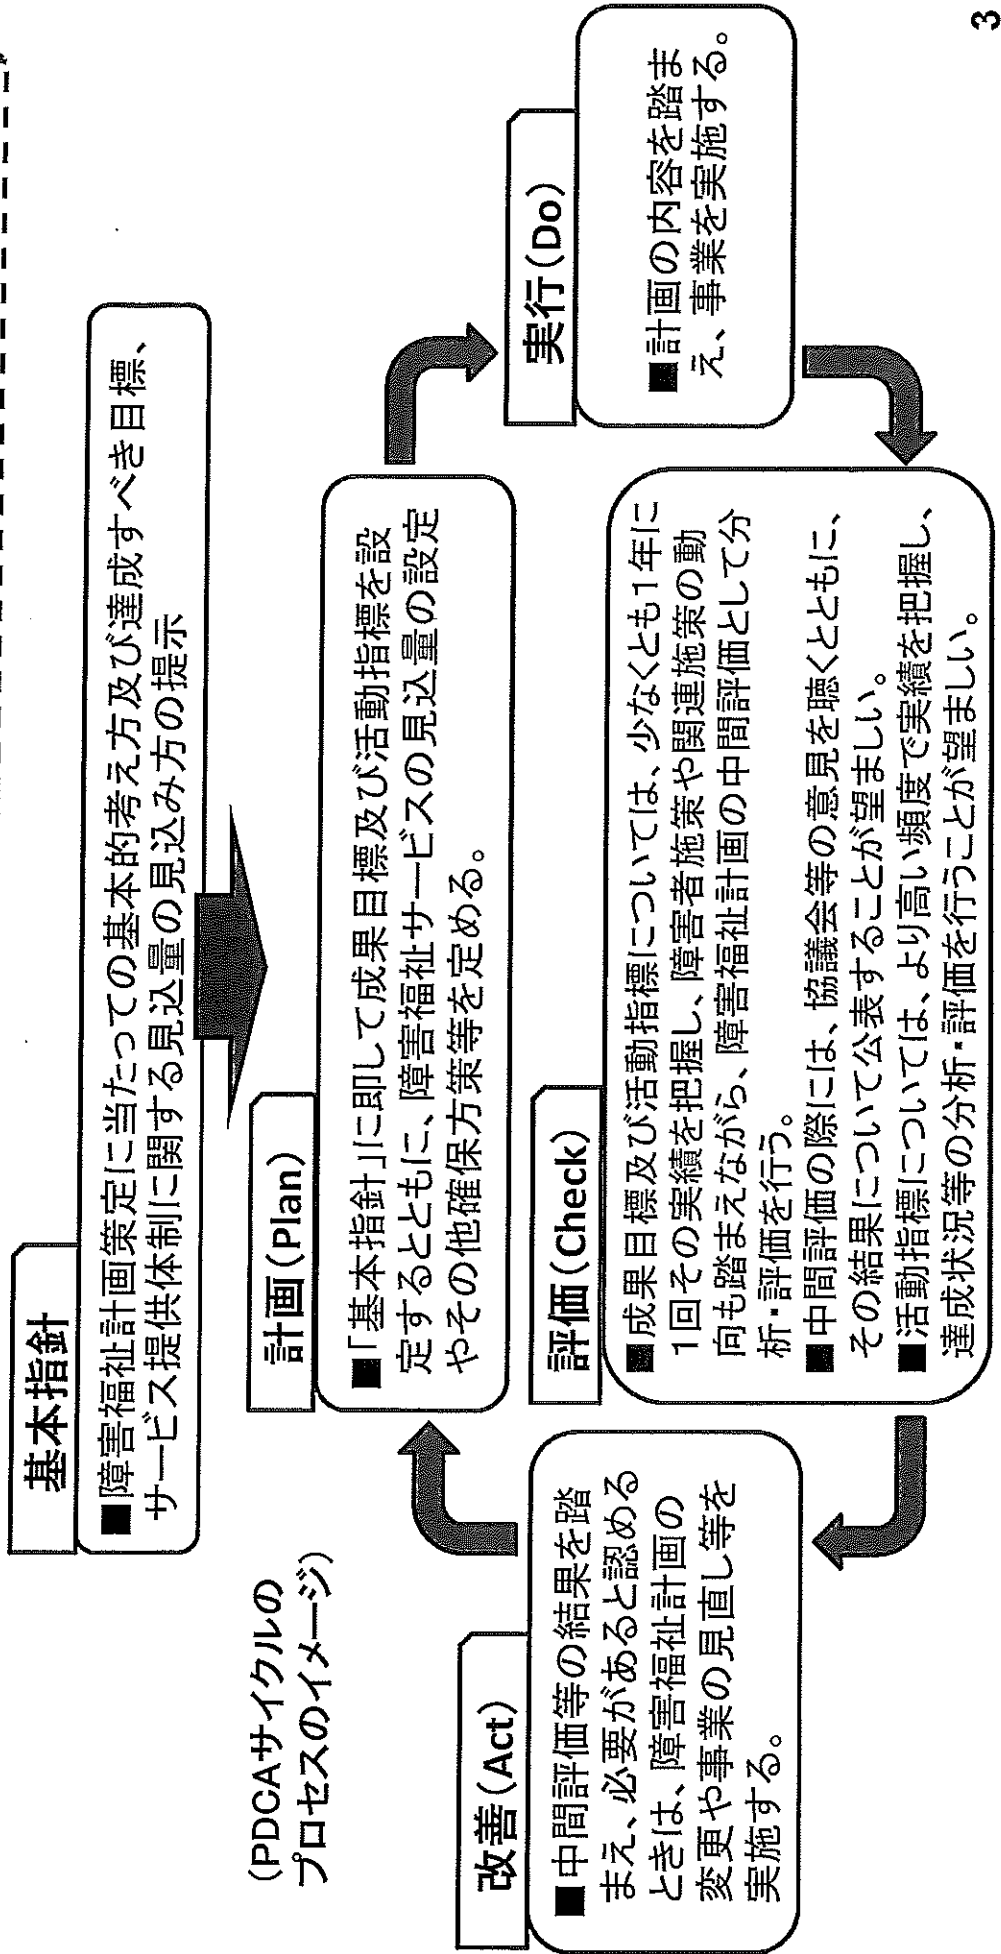 基本指針
■障害福祉計画策定に当たっての基本的考え方及び達成すべき目標、
サービス提供体制に関する見込量の見込み方の提示
(PDCAサイクルの
プロセスのイメージ)
計画(Plan)
■「基本指針」に即して成果目標及び活動指標を設
定するとともに、障害福祉サービスの見込量の設定
やその他確保方策等を定める。
実行(Do)
■計画の内容を踏ま
え、事業を実施する。
評価(Check)
■成果目標及び活動指標については、少なくとも1年に
1回その実績を把握し、障害者施策や関連施策の動
向も踏まえながら、障害福祉計画の中間評価として分
析・評価を行う。
■中間評価の際には、協議会等の意見を聴くとともに、
その結果について公表することが望ましい。
■活動指標については、より高い頻度で実績を把握し、
達成状況等の分析・評価を行うことが望ましい。
改善(Act)
■中間評価等の結果を踏
まえ、必要があると認める
ときは、障害福祉計画の
変更や事業の見直し等を
実施する。
3